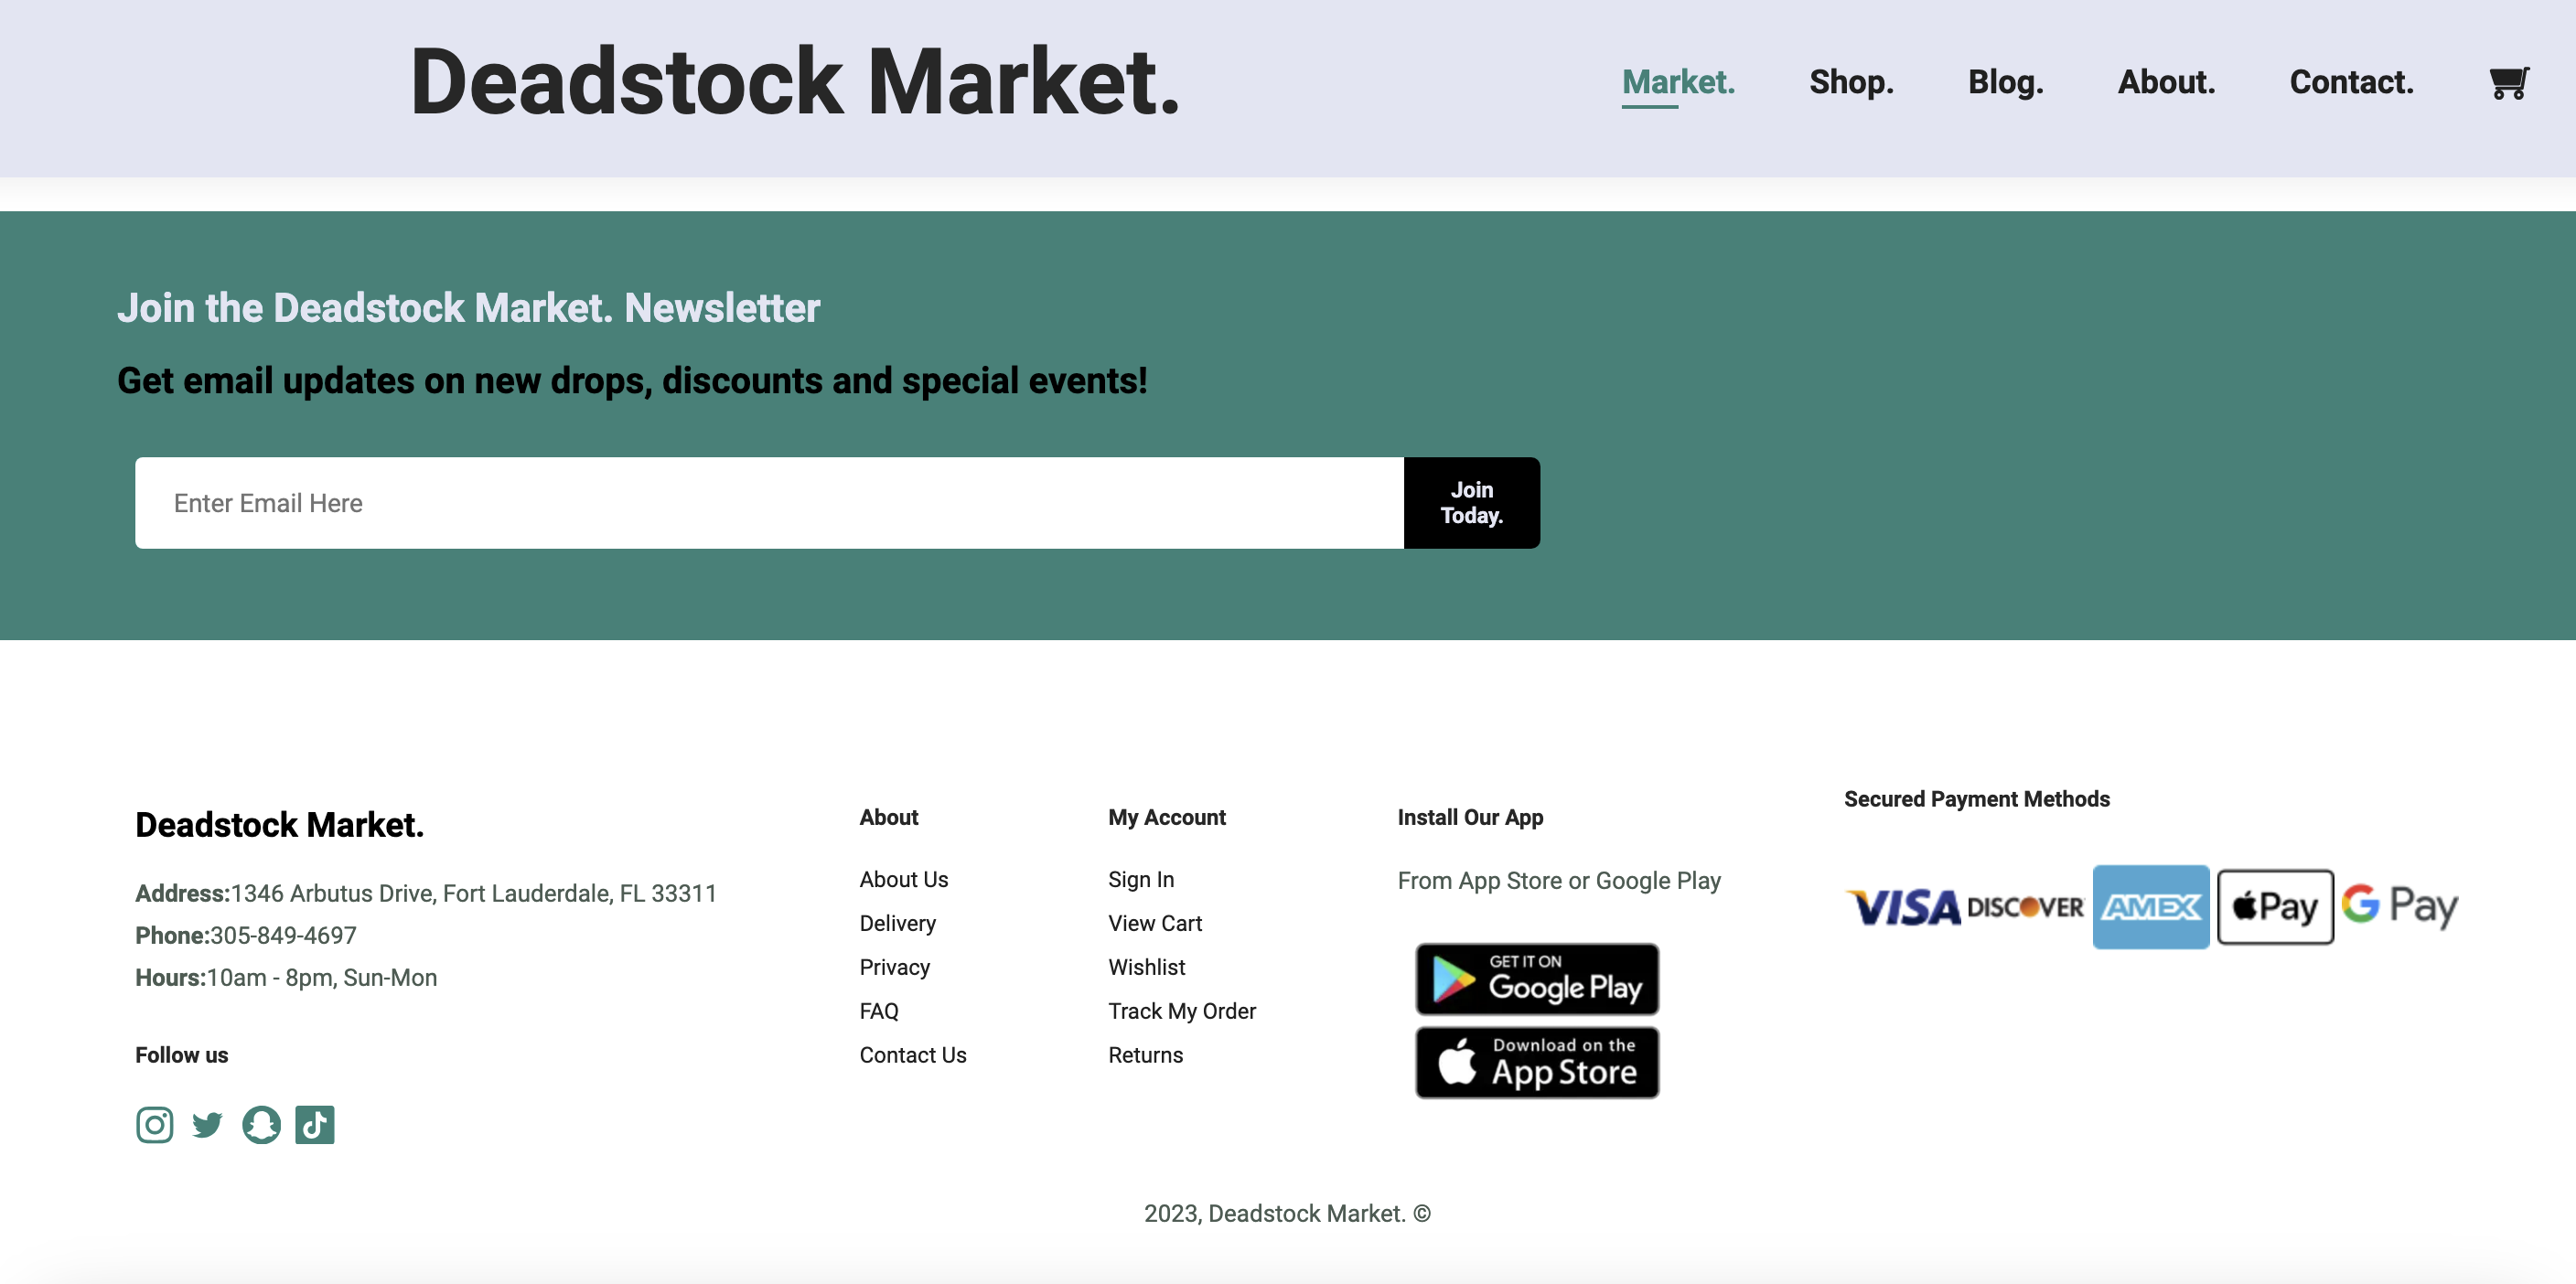 Deadstock Market.
Market. Shop. Blog. About. Contact.
Join the Deadstock Market. Newsletter
Get email updates on new drops, discounts and special events!
Enter Email Here
Join
Today.
Deadstock Market.
Address:1346 Arbutus Drive, Fort Lauderdale, FL 33311
Phone:305-849-4697
Hours:10am - 8pm, Sun-Mon
Follow us
About
About Us
Delivery
Privacy
FAQ
Contact Us
My Account
Sign In
View Cart
Wishlist
Track My Order
Returns
Install Our App
From App Store or Google Play
GET IT ON
Google Play
Download on the
App Store
Secured Payment Methods
VISA DISCOVER AMEX Pay G Pay
2023, Deadstock Market. ©